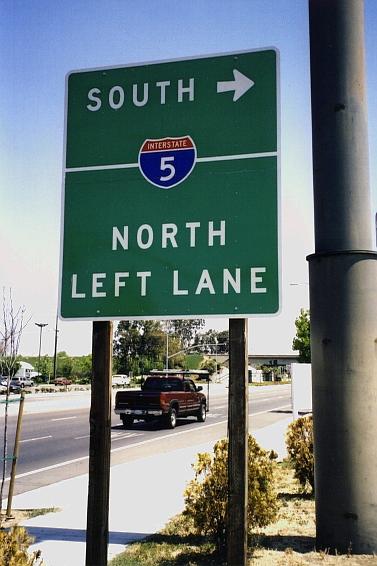 SOUTH →
INTERSTATE
5
NORTH
LEFT LANE